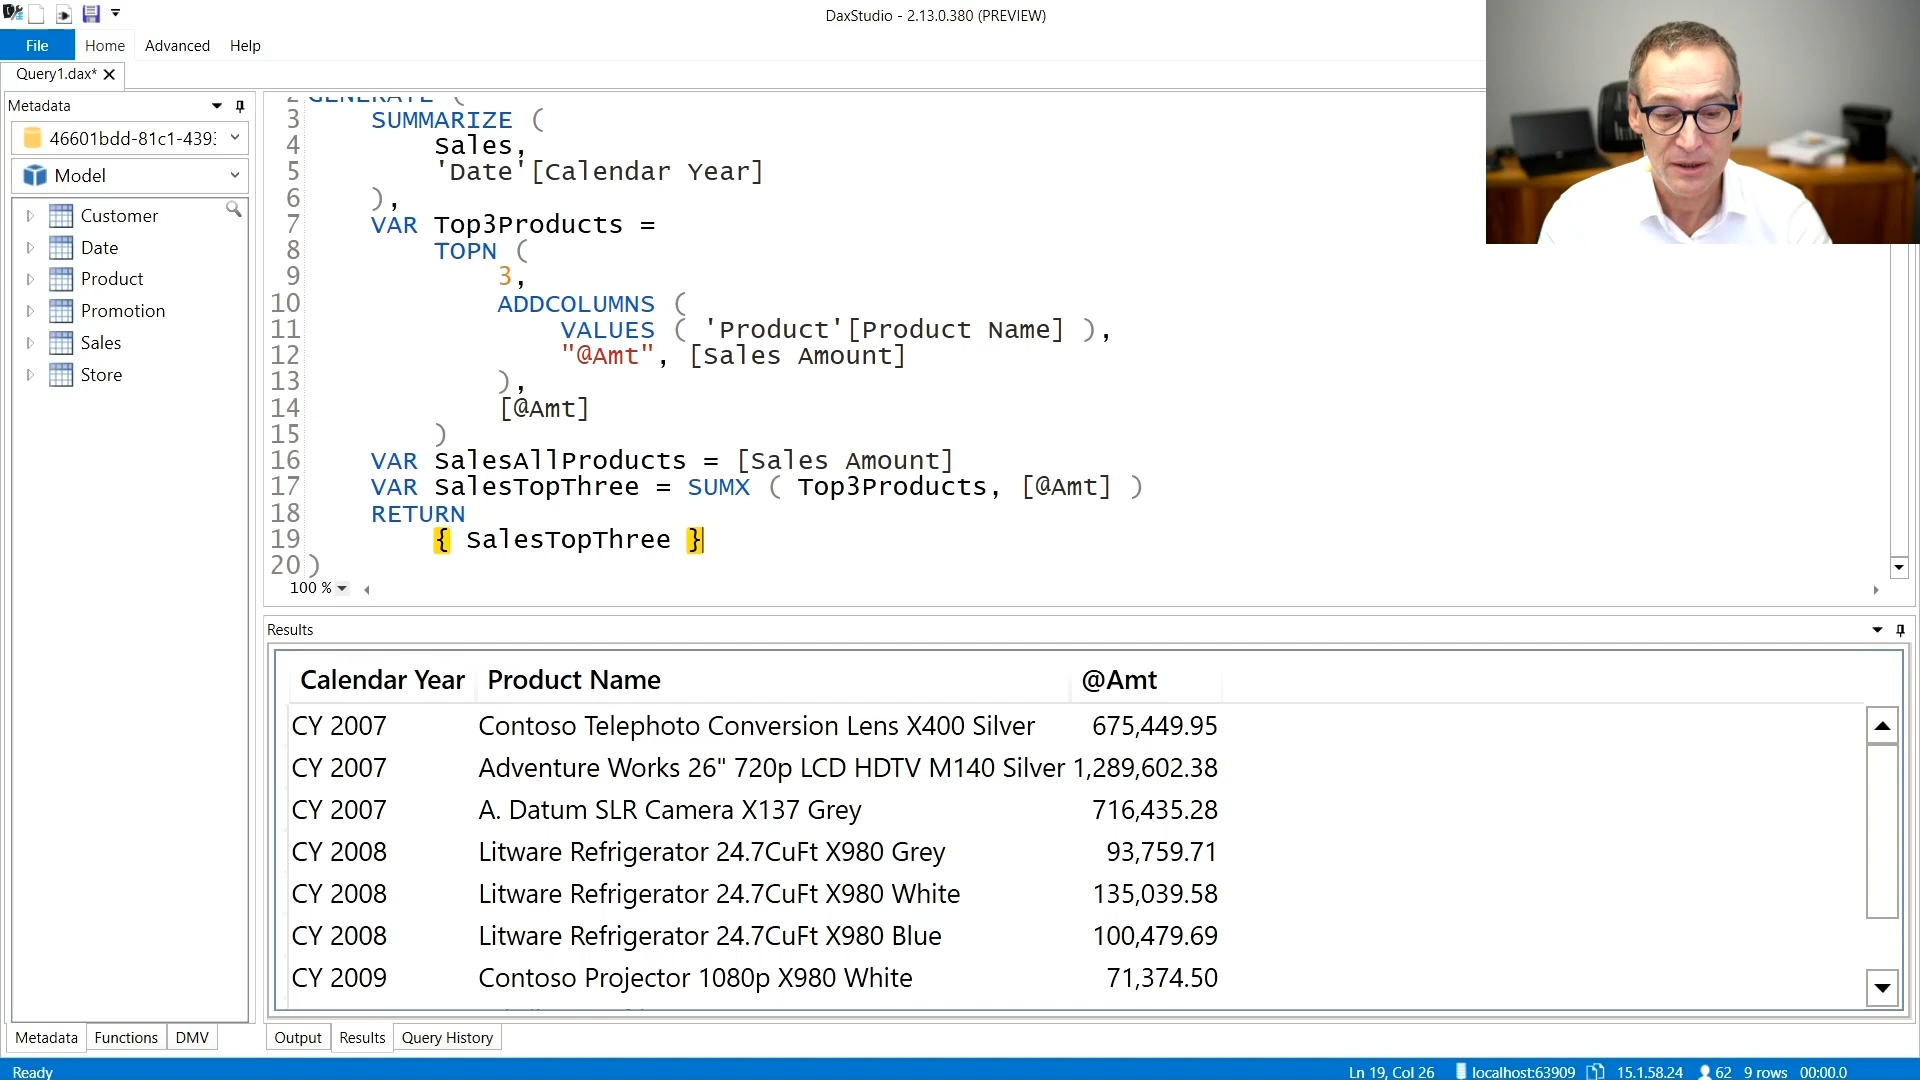 DaxStudio - 2.13.0.380 (PREVIEW)
File Home Advanced Help
Query1.dax*
Metadata
46601bdd-81c1-439
Model
Customer
Date
Product
Promotion
Sales
Store
2 GENERATE (
3 SUMMARIZE (
4 Sales,
5 'Date'[Calendar Year]
6 ),
7 VAR Top3Products =
8 TOPN (
9 3,
10 ADDCOLUMNS (
11 VALUES ( 'Product'[Product Name] ),
12 "@Amt", [Sales Amount]
13 ),
14 [@Amt]
15 )
16 VAR SalesAllProducts = [Sales Amount]
17 VAR SalesTopThree = SUMX ( Top3Products, [@Amt] )
18 RETURN
19 { SalesTopThree }
20 )
100 %
Results
Calendar Year Product Name @Amt
CY 2007 Contoso Telephoto Conversion Lens X400 Silver 675,449.95
CY 2007 Adventure Works 26" 720p LCD HDTV M140 Silver 1,289,602.38
CY 2007 A. Datum SLR Camera X137 Grey 716,435.28
CY 2008 Litware Refrigerator 24.7CuFt X980 Grey 93,759.71
CY 2008 Litware Refrigerator 24.7CuFt X980 White 135,039.58
CY 2008 Litware Refrigerator 24.7CuFt X980 Blue 100,479.69
CY 2009 Contoso Projector 1080p X980 White 71,374.50
Metadata Functions DMV
Output Results Query History
Ready
Ln 19, Col 26 localhost:63909 15.1.58.24 62 9 rows 00:00.0